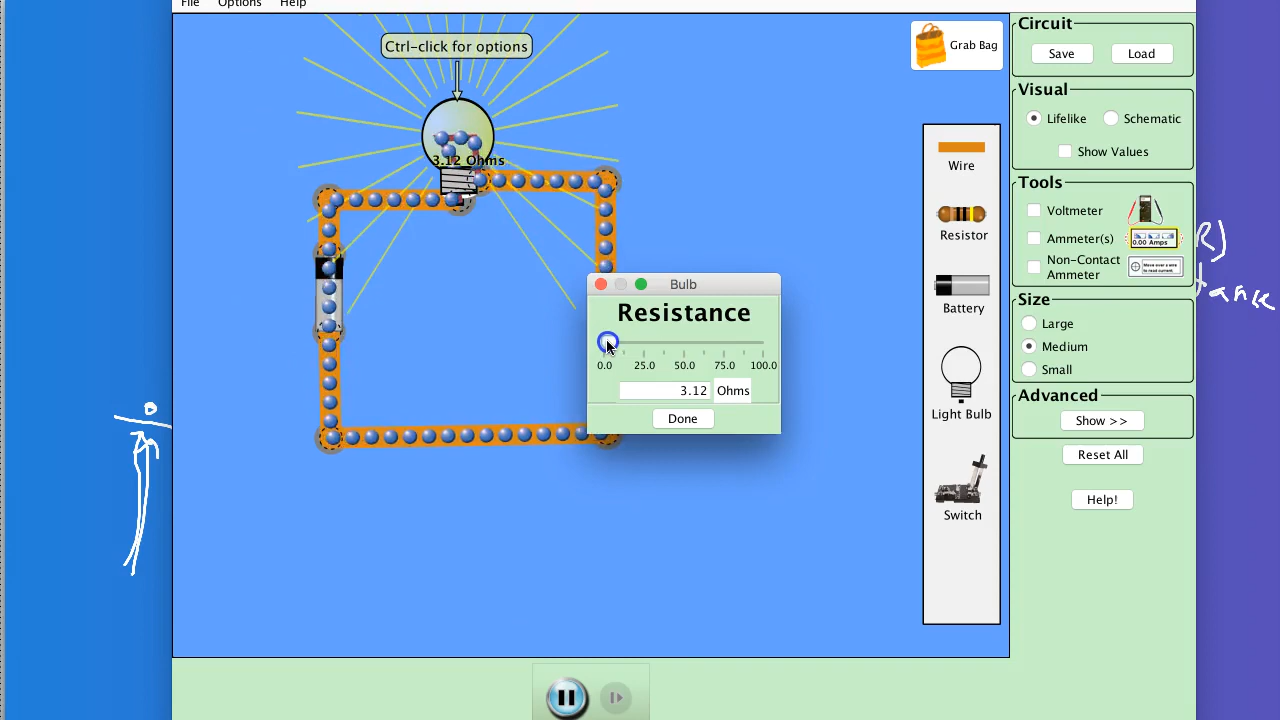 File Options Help
Ctrl-click for options
3.12 Ohms
Grab Bag
Wire
Resistor
Battery
Light Bulb
Switch
Bulb
Resistance
0.0 25.0 50.0 75.0 100.0
3.12 Ohms
Done
Circuit
Save Load
Visual
Lifelike Schematic
Show Values
Tools
Voltmeter
Ammeter(s)
0.00 Amps
Non-Contact
Ammeter
Size
Large
Medium
Small
Advanced
Show >>
Reset All
Help!
R)
tance